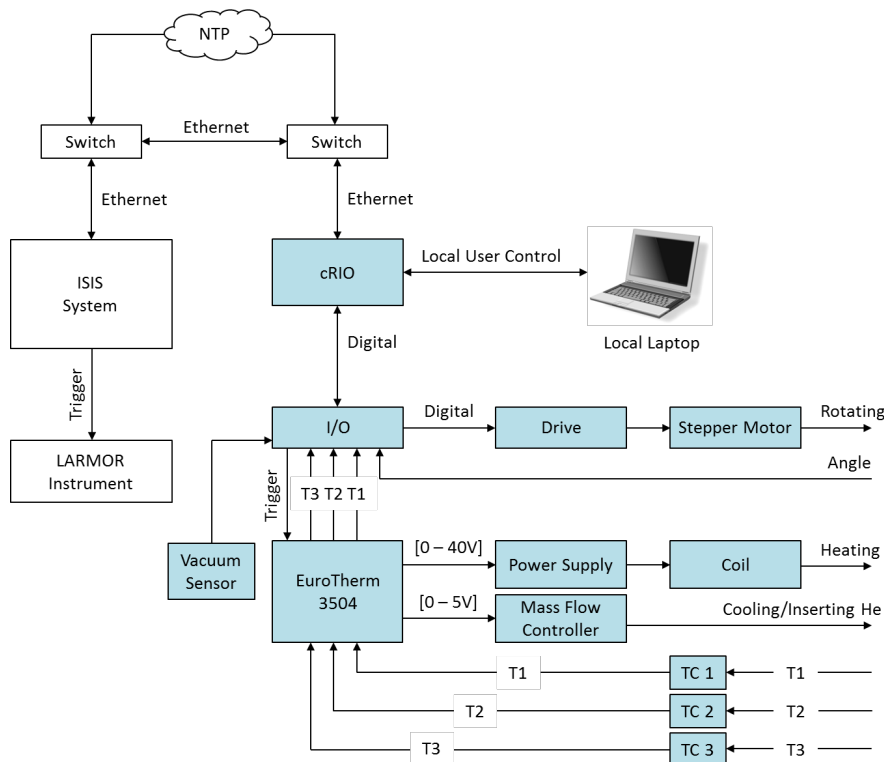 NTP
Ethernet
Switch
Switch
Ethernet
Ethernet
ISIS
System
cRIO
Local User Control
Local Laptop
Digital
Trigger
LARMOR
Instrument
I/O
Digital
Drive
Stepper Motor
Rotating
Angle
Trigger
T3 T2 T1
Vacuum
Sensor
EuroTherm
3504
[0 – 40V]
Power Supply
Coil
Heating
[0 – 5V]
Mass Flow
Controller
Cooling/Inserting He
T1
TC 1
T1
T2
TC 2
T2
T3
TC 3
T3